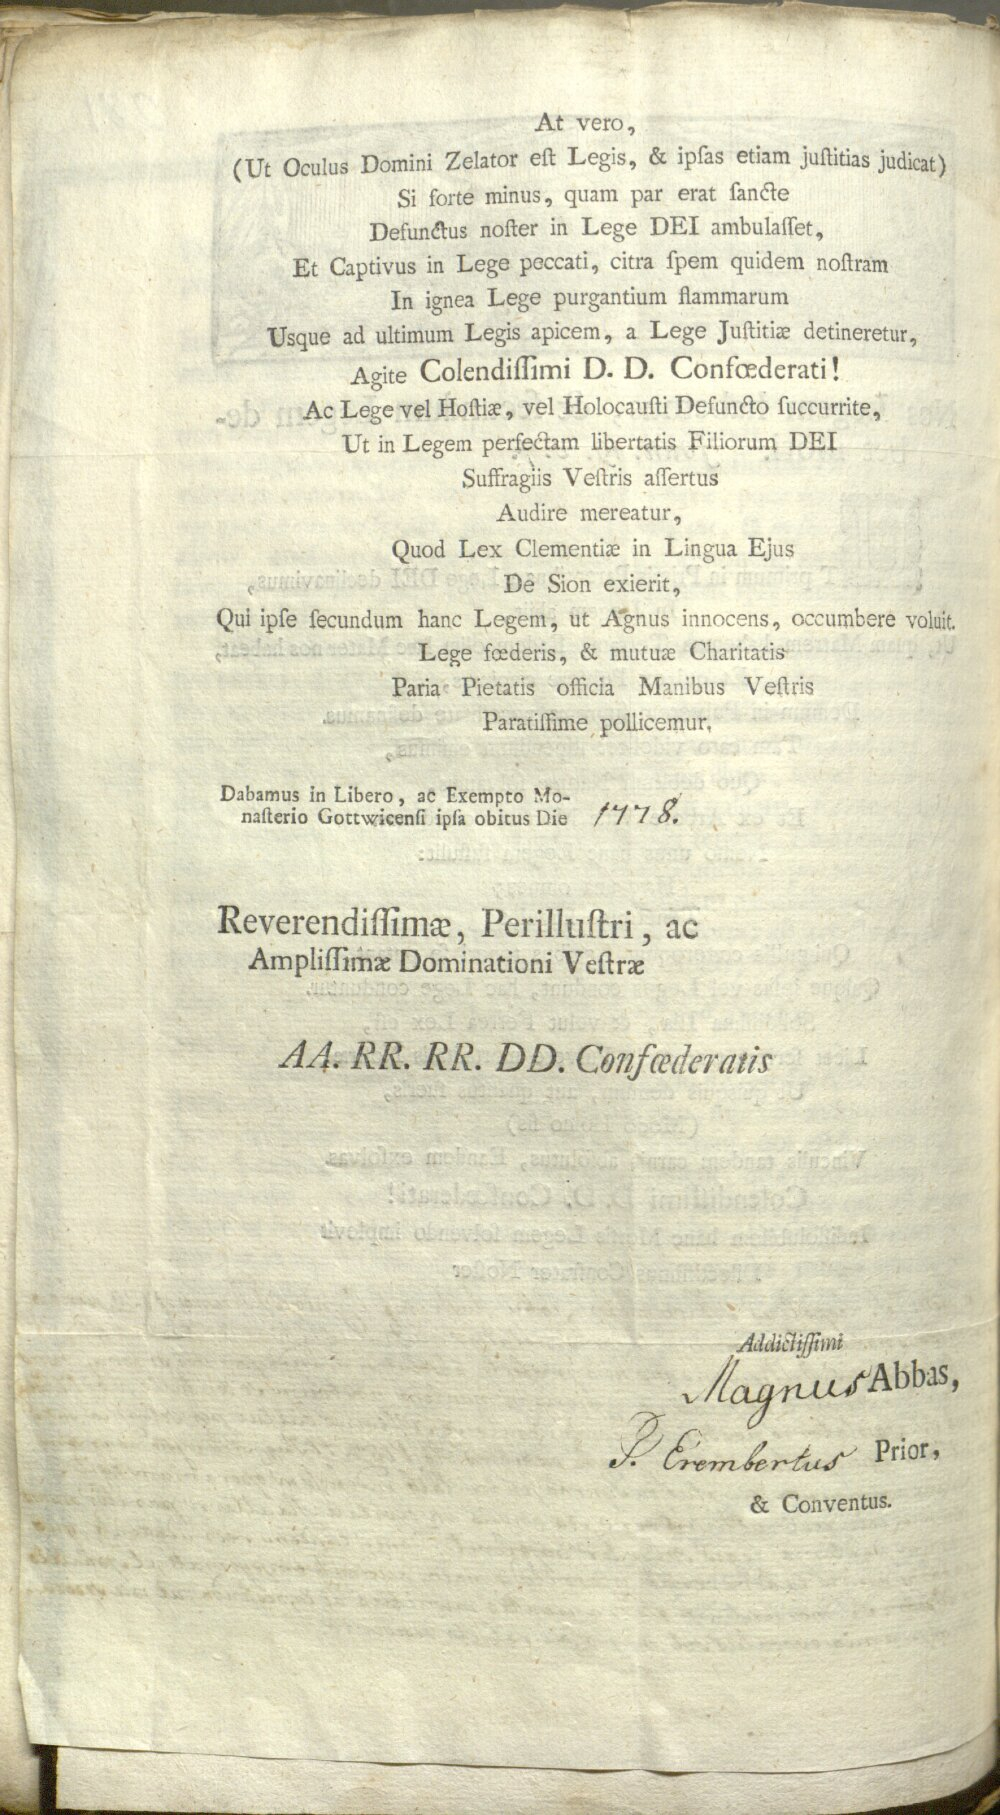 At vero,
(Ut Oculus Domini Zelator eſt Legis, & ipſas etiam juſtitias judicat)
Si forte minus, quam par erat ſancte
Defunctus noſter in Lege DEI ambulaſſet,
Et Captivus in Lege peccati, citra ſpem quidem noſtram
In ignea Lege purgantium flammarum
Usque ad ultimum Legis apicem, a Lege Juſtitiæ detineretur,
Agite Colendiſſimi D. D. Confœderati!
Ac Lege vel Hoſtiæ, vel Holocauſti Defuncto ſuccurrite,
Ut in Legem perfectam libertatis Filiorum DEI
Suffragiis Veſtris aſſertus
Audire mereatur,
Quod Lex Clementiæ in Lingua Ejus
De Sion exierit,
Qui ipſe ſecundum hanc Legem, ut Agnus innocens, occumbere voluit.
Lege fœderis, & mutuæ Charitatis
Paria Pietatis officia Manibus Veſtris
Paratiſſime pollicemur.
Dabamus in Libero, ac Exempto Mo-
naſterio Gottwicenſi ipſa obitus Die 1778.
Reverendiſſimæ, Perilluſtri, ac
Ampliſſimæ Dominationi Veſtræ
AA. RR. RR. DD. Confœderatis
Addictiſſimi
Magnus Abbas,
P. Erembertus Prior,
& Conventus.